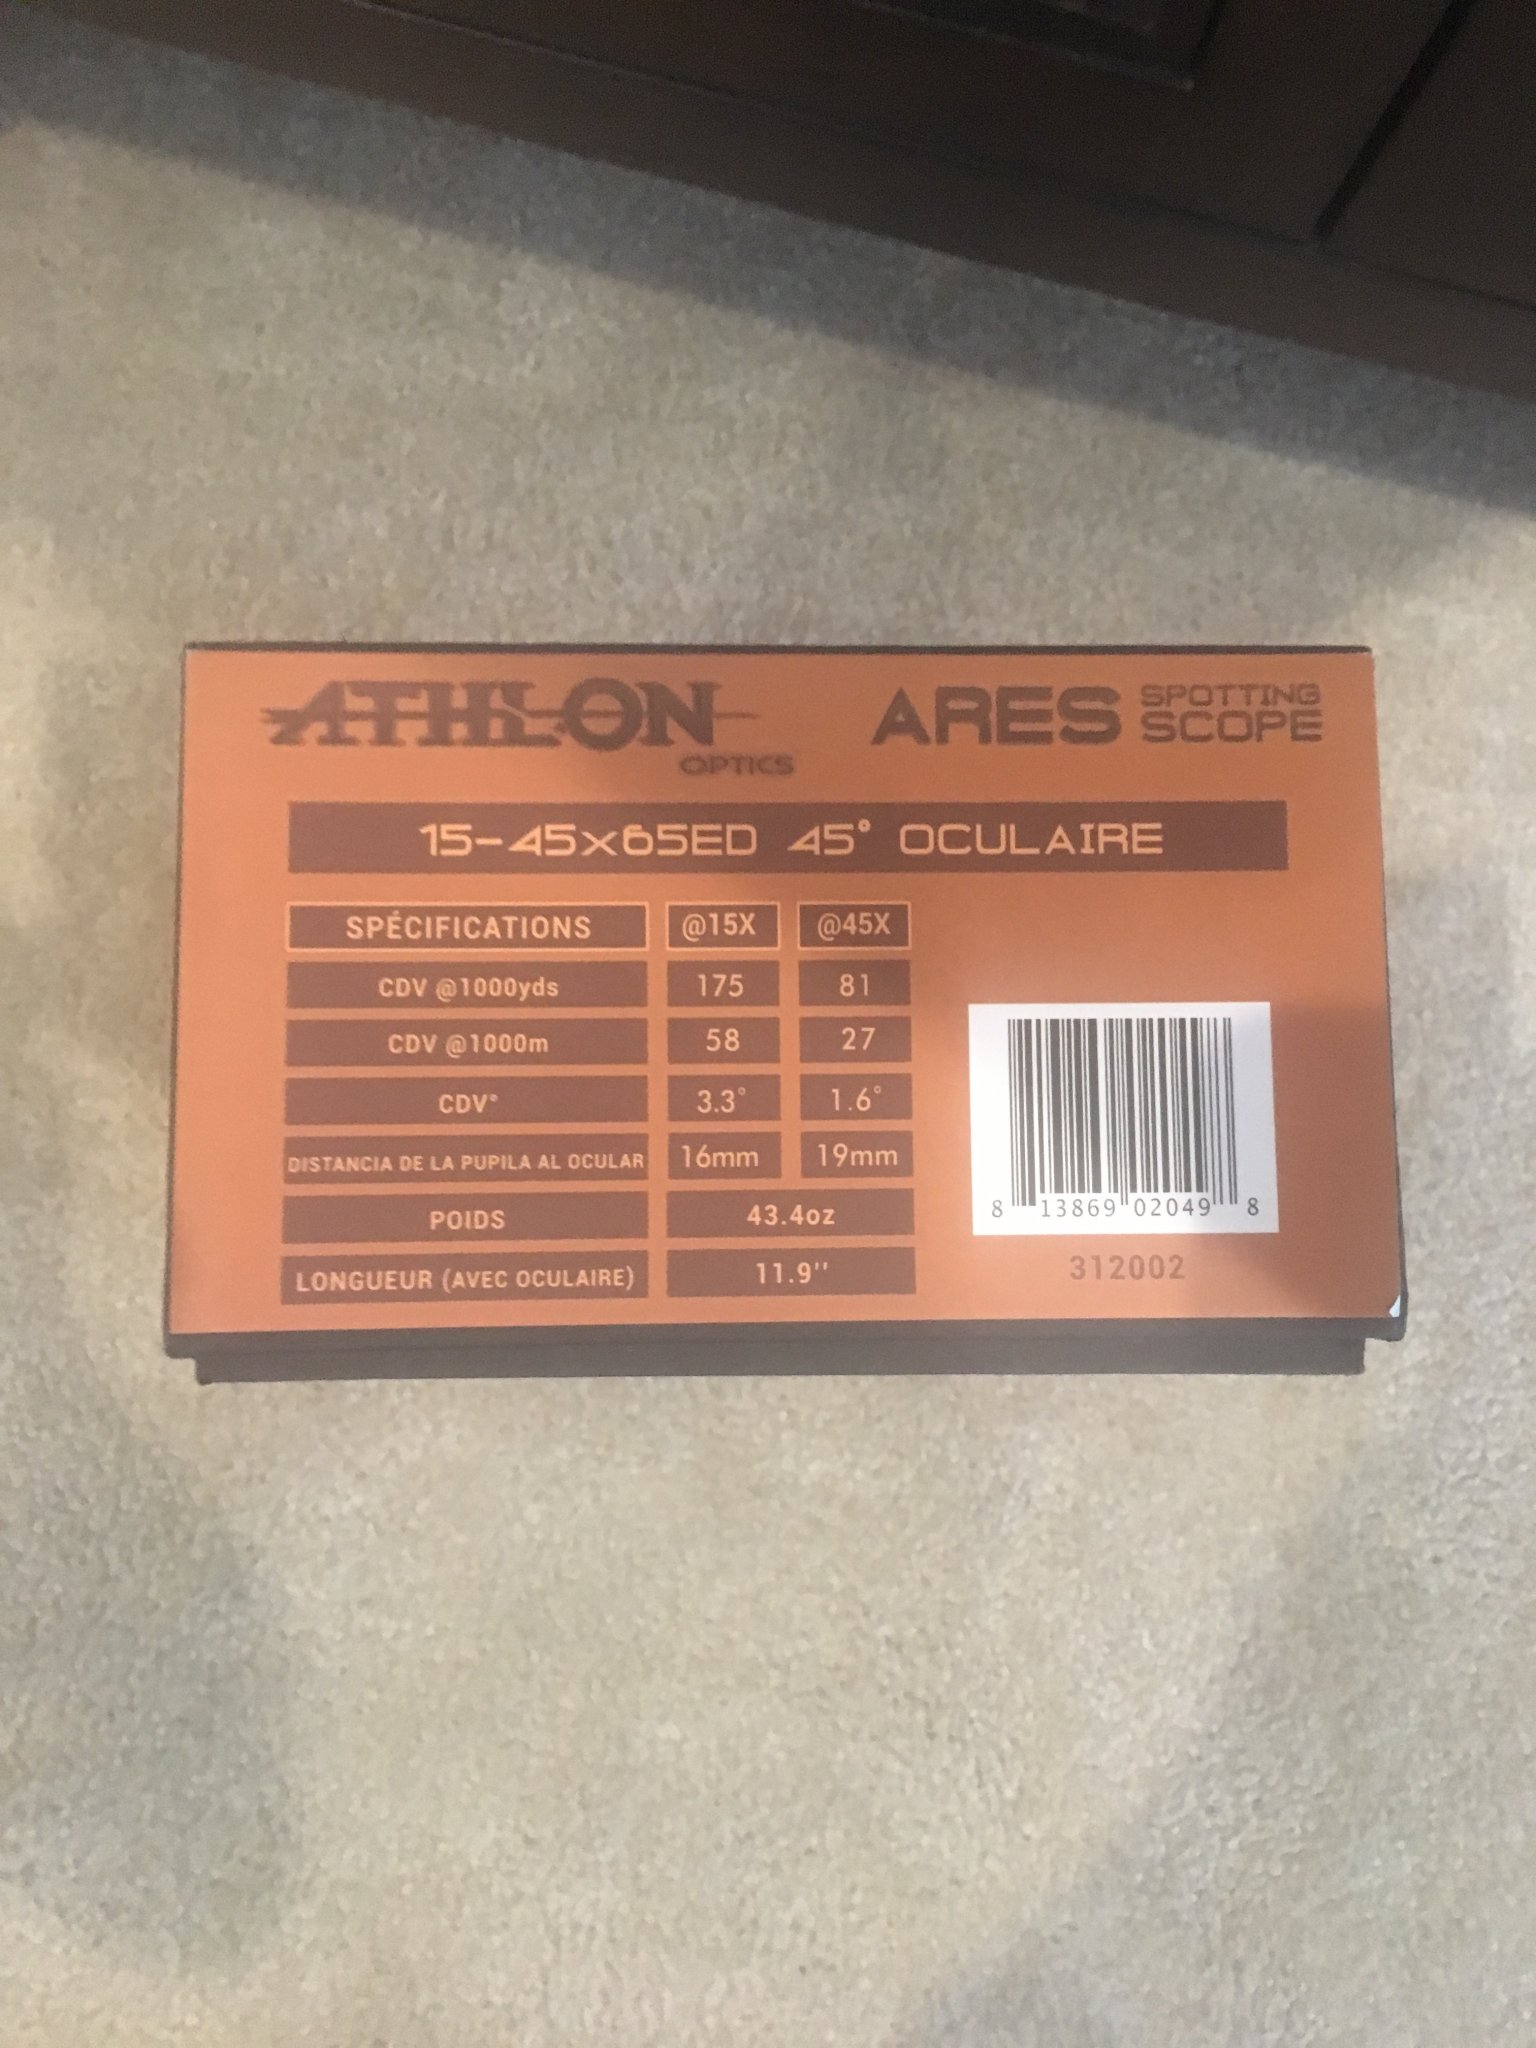 ATHLON
OPTICS
ARES SPOTTING SCOPE
15-45x65ED 45° OCULAIRE
SPÉCIFICATIONS @15X @45X
CDV @1000yds 175 81
CDV @1000m 58 27
CDV° 3.3° 1.6°
DISTANCIA DE LA PUPILA AL OCULAR 16mm 19mm
POIDS 43.4oz
LONGUEUR (AVEC OCULAIRE) 11.9''
8 13869 02049 8
312002